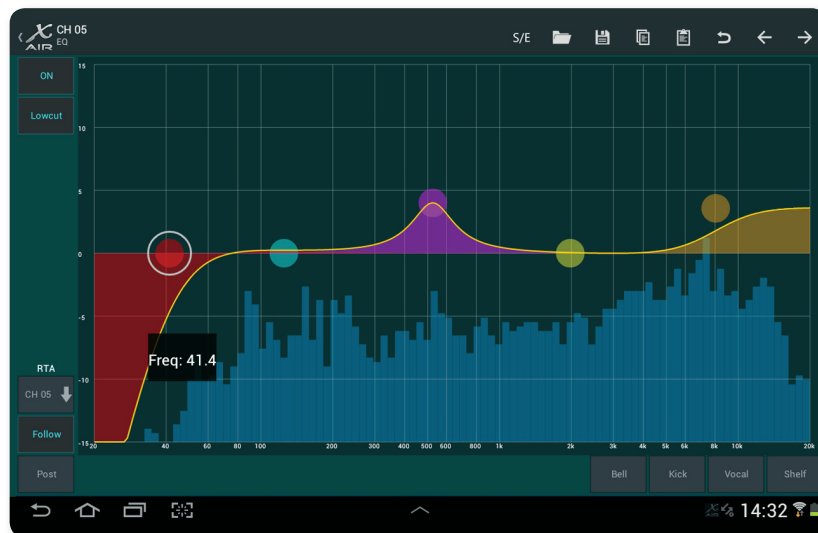 X AIR CH 05
EQ
S/E
ON
Lowcut
15
10
5
0
-5
-10
-15
20 40 60 80 100 200 300 400 500 600 800 1k 2k 3k 4k 5k 6k 8k 10k 20k
Freq: 41.4
RTA
CH 05
Follow
Post
Bell Kick Vocal Shelf
14:32